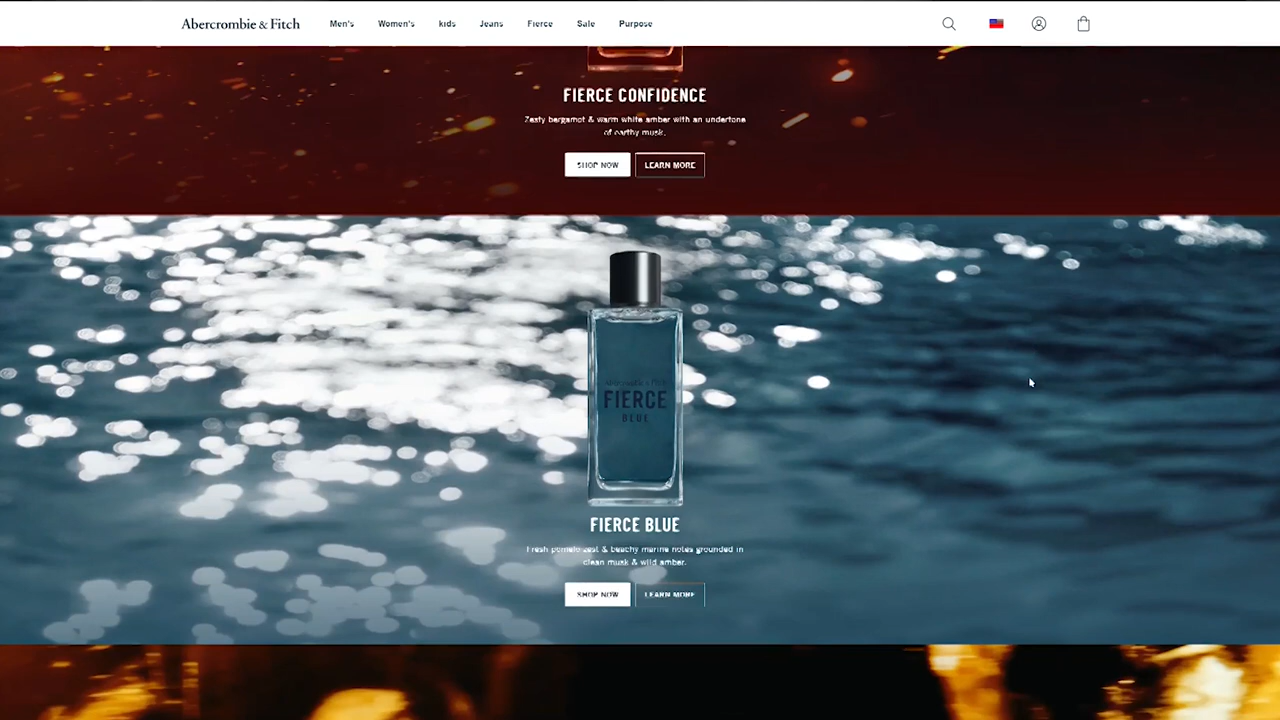 Abercrombie & Fitch Men's Women's kids Jeans Fierce Sale Purpose
FIERCE CONFIDENCE
Zesty bergamot & warm white amber with an undertone
of earthy musk.
SHOP NOW LEARN MORE
Abercrombie & Fitch
FIERCE
BLUE
FIERCE BLUE
Fresh pomelo zest & beachy marine notes grounded in
clean musk & wild amber.
SHOP NOW LEARN MORE